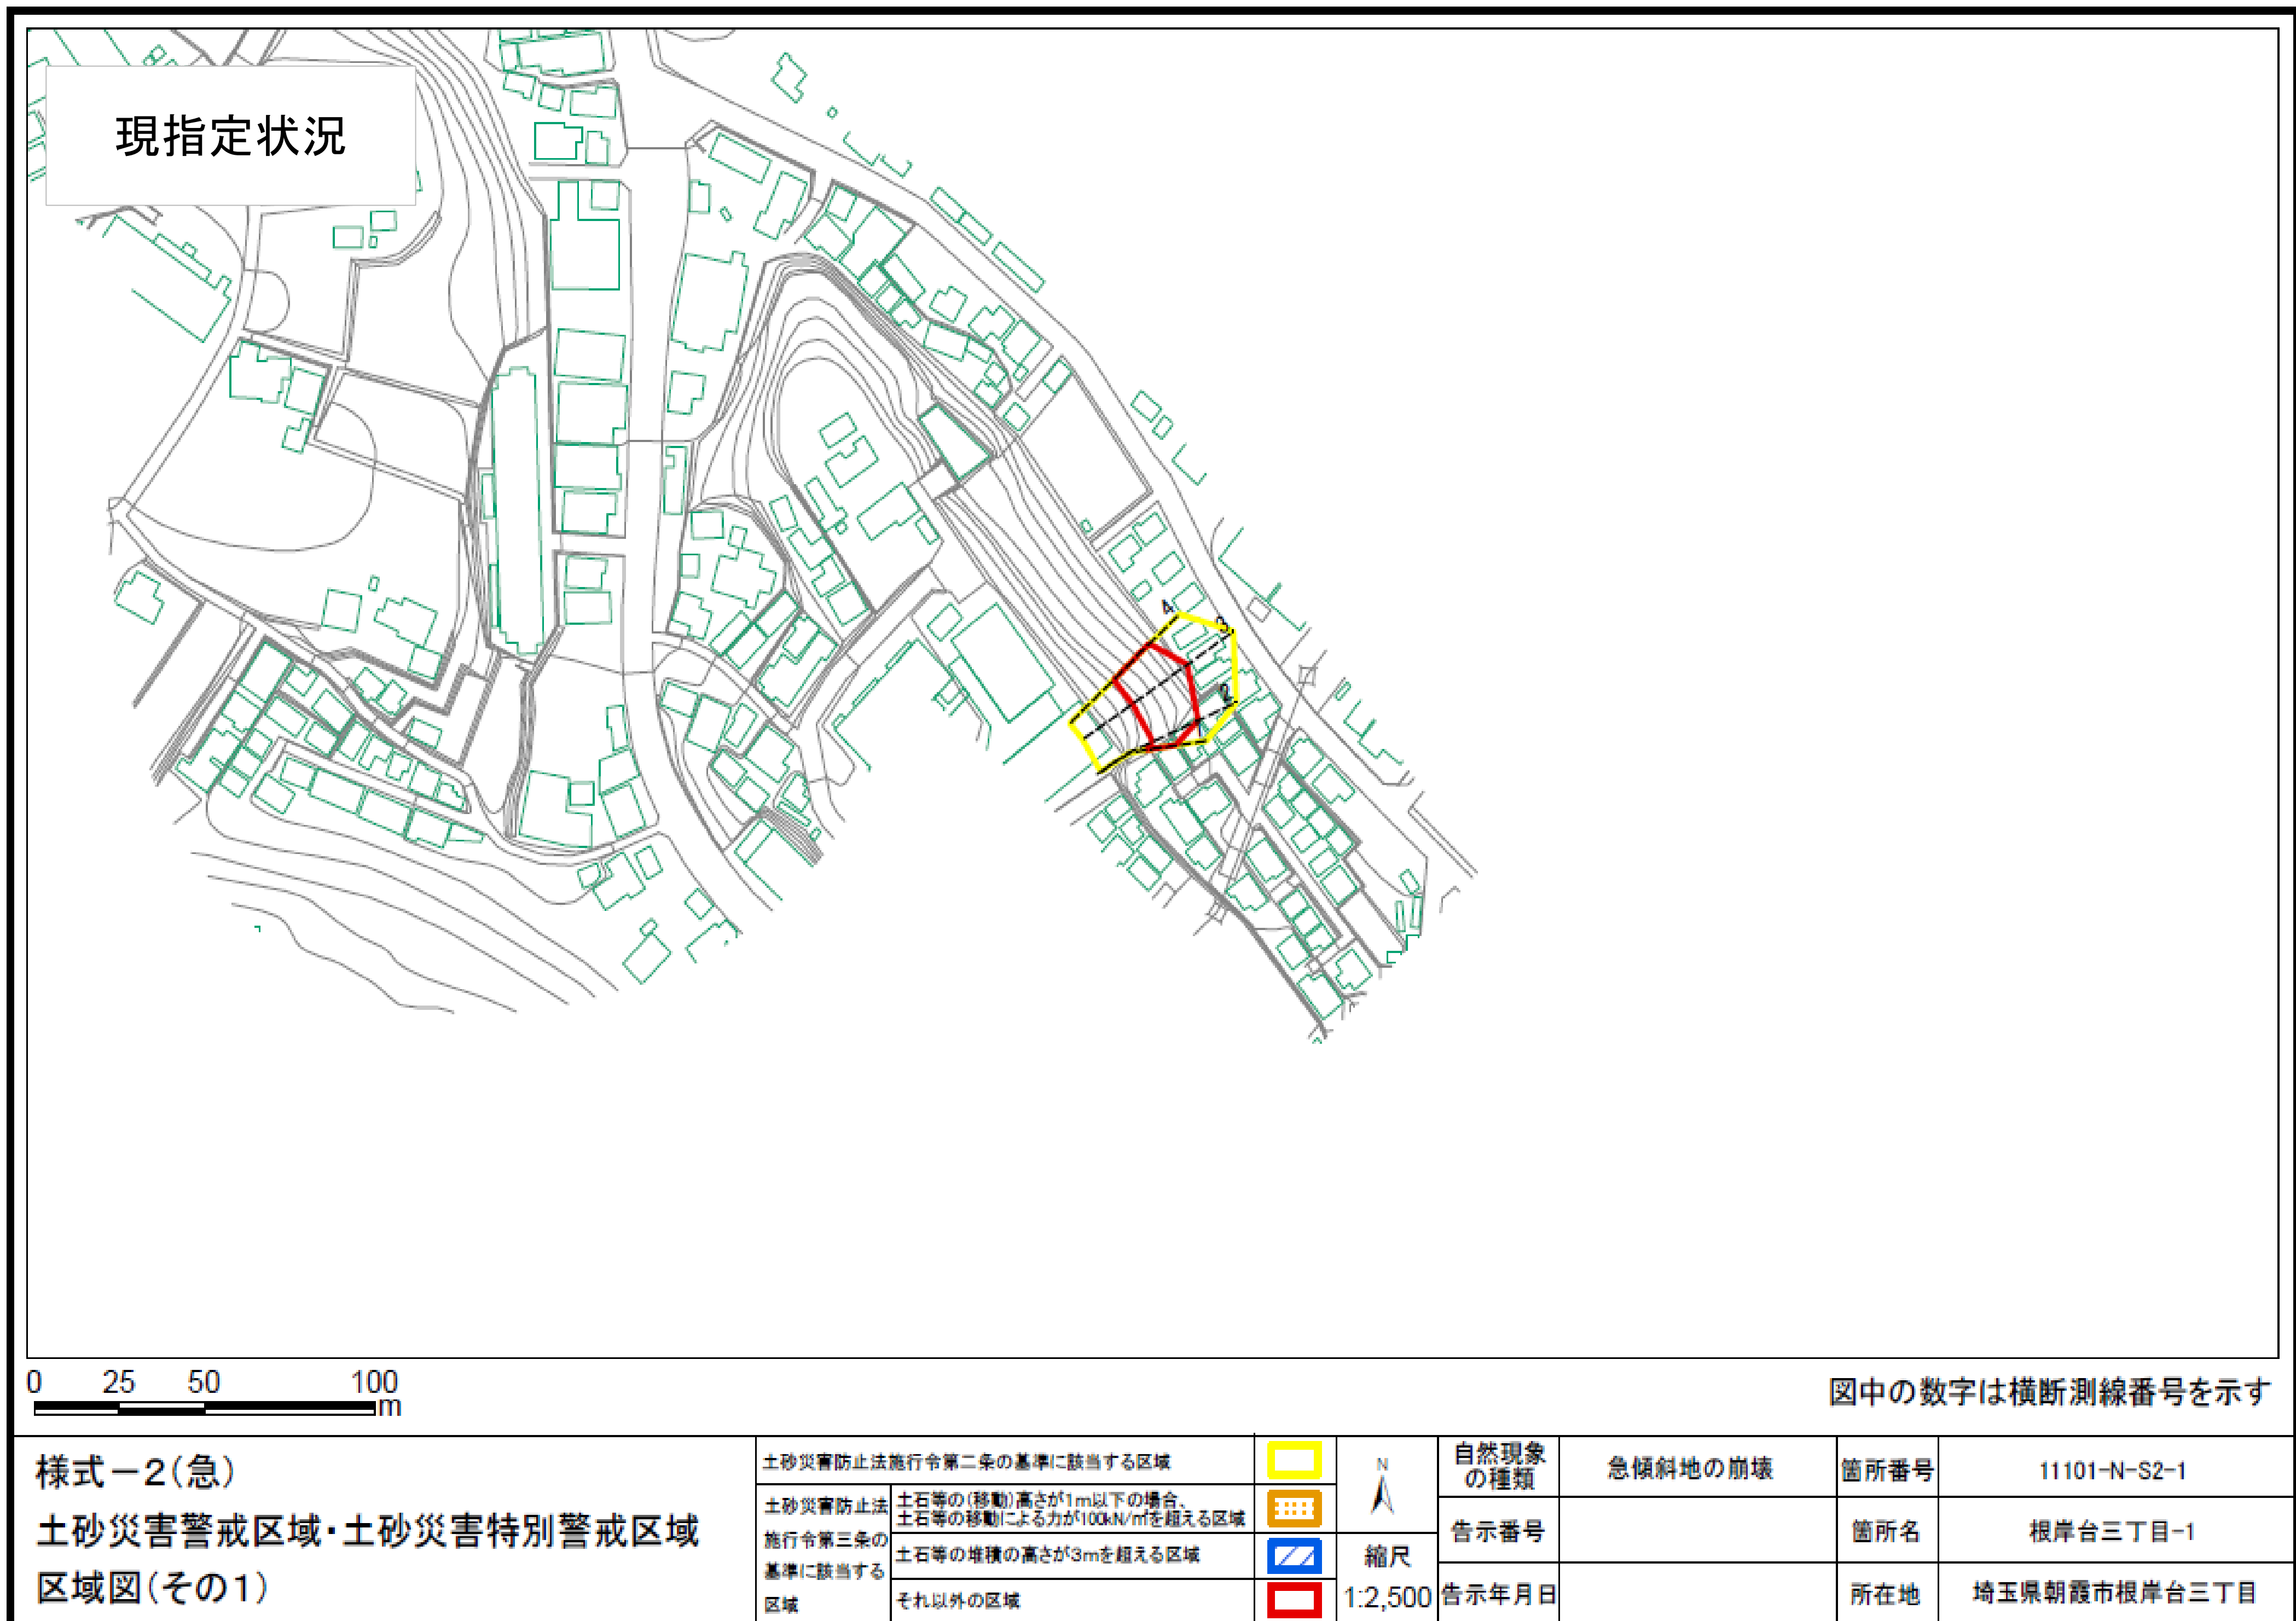 現指定状況
4
3
2
1
0 25 50 100
m
図中の数字は横断測線番号を示す
様式－2(急)
土砂災害警戒区域・土砂災害特別警戒区域
区域図(その1)
土砂災害防止法施行令第二条の基準に該当する区域
土砂災害防止法
施行令第三条の
基準に該当する
区域
土石等の(移動)高さが1m以下の場合、
土石等の移動による力が100kN/㎡を超える区域
土石等の堆積の高さが3mを超える区域
それ以外の区域
N
縮尺
1:2,500
自然現象
の種類
急傾斜地の崩壊
箇所番号
11101-N-S2-1
告示番号
箇所名
根岸台三丁目-1
告示年月日
所在地
埼玉県朝霞市根岸台三丁目